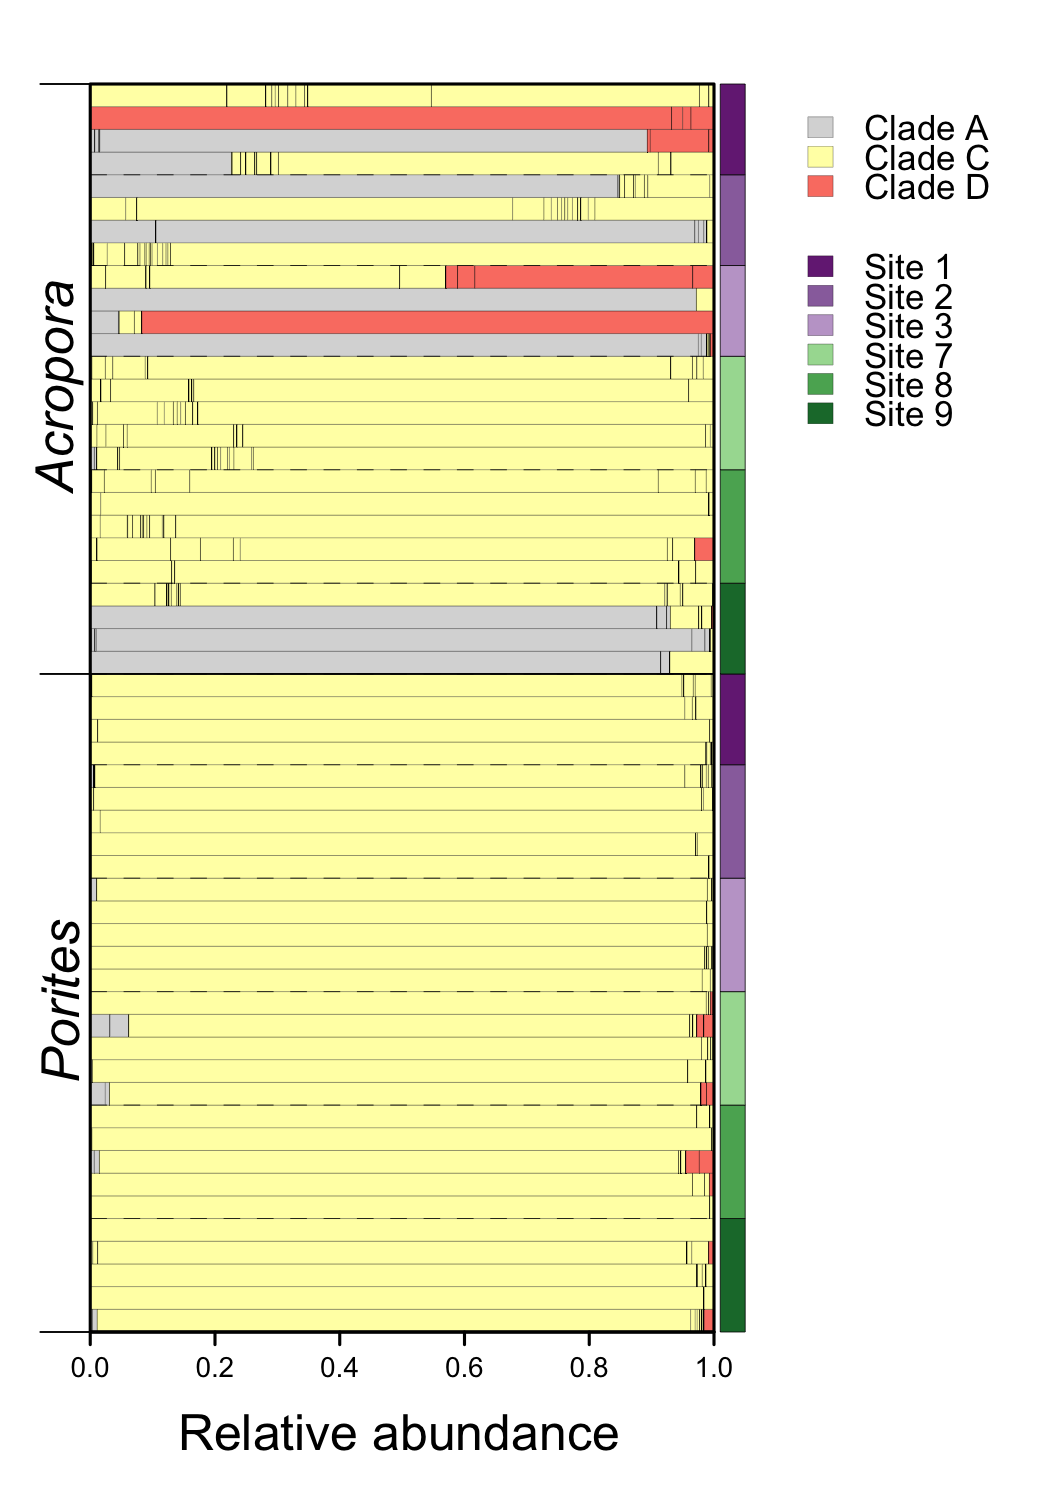 Clade A
Clade C
Clade D
Site 1
Site 2
Site 3
Site 7
Site 8
Site 9
Acropora
Porites
0.0 0.2 0.4 0.6 0.8 1.0
Relative abundance